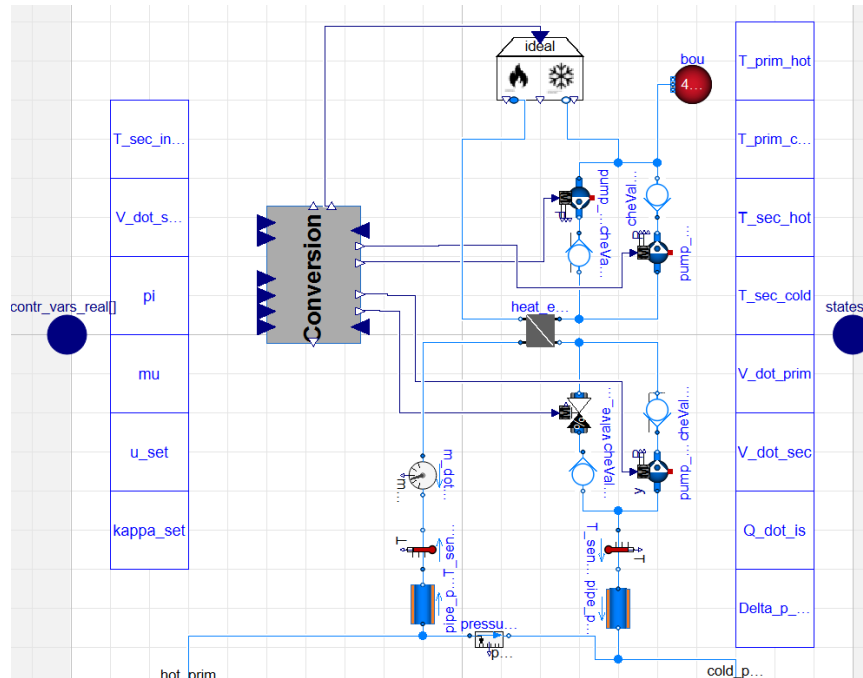 ideal
bou
4...
T_prim_hot
T_sec_in...
T_prim_c...
V_dot_s...
pump_...
cheVal...
T_sec_hot
Conversion
cheVa...
pump_...
pi
T_sec_cold
contr_vars_real[]
heat_e...
states
mu
V_dot_prim
valve...
cheVal...
u_set
V_dot_sec
m_dot...
m...
cheVal...
pump_...
y
kappa_set
T_sen...
T
T_sen...
T
Q_dot_is
pipe_p...
pipe_p...
Delta_p_...
pressu...
p...
hot_prim
cold_p...